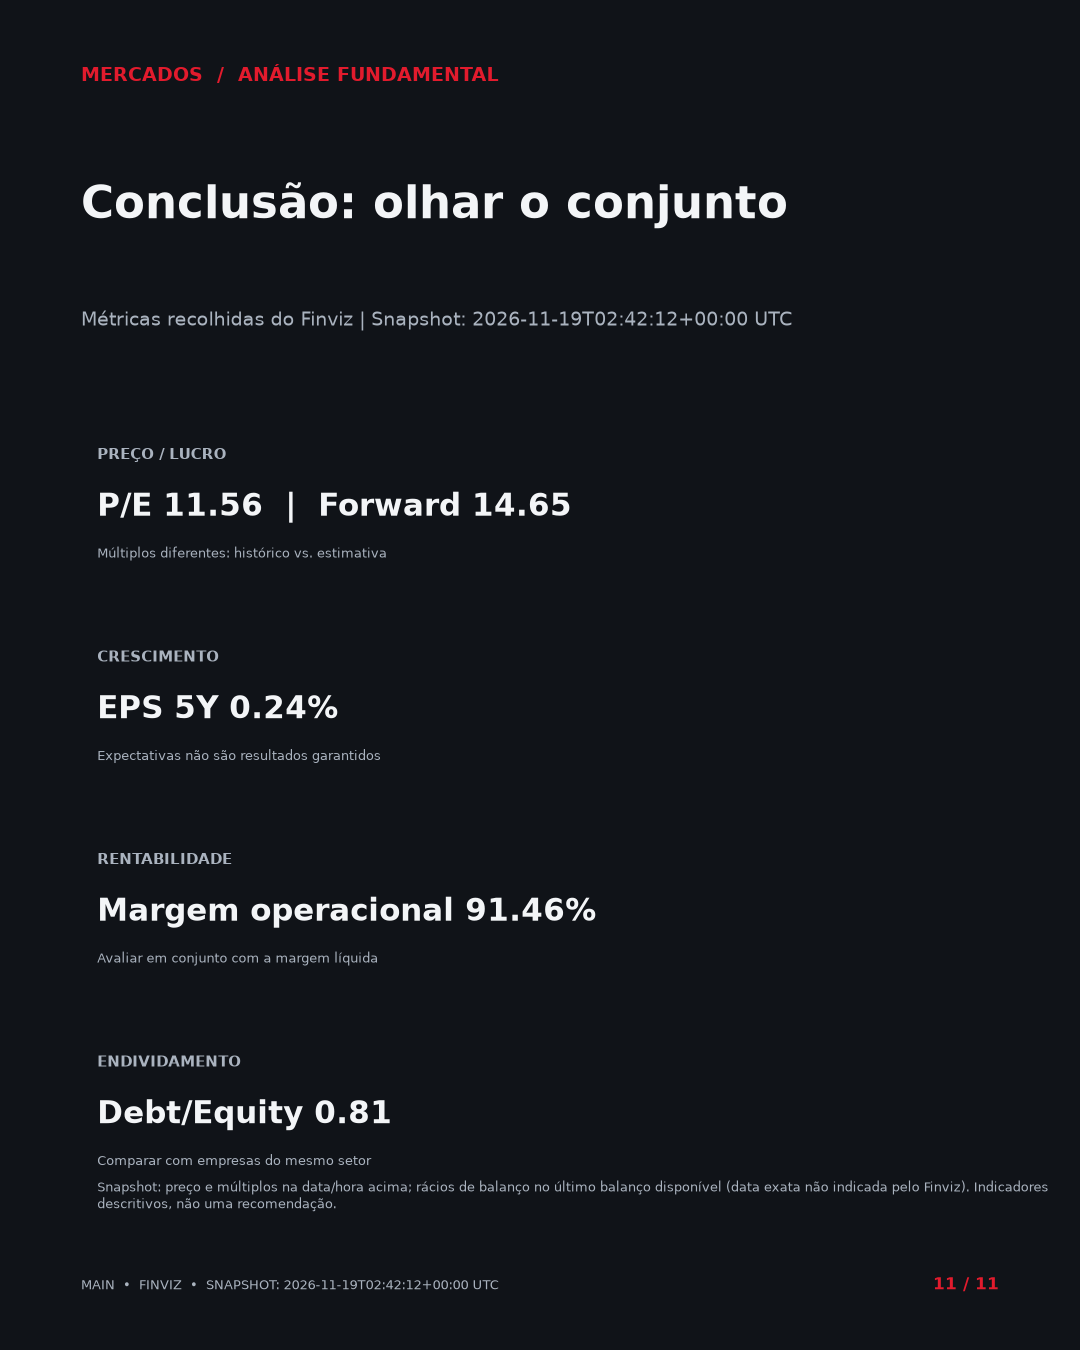 MERCADOS / ANÁLISE FUNDAMENTAL
Conclusão: olhar o conjunto
Métricas recolhidas do Finviz | Snapshot: 2026-11-19T02:42:12+00:00 UTC
PREÇO / LUCRO
P/E 11.56 | Forward 14.65
Múltiplos diferentes: histórico vs. estimativa
CRESCIMENTO
EPS 5Y 0.24%
Expectativas não são resultados garantidos
RENTABILIDADE
Margem operacional 91.46%
Avaliar em conjunto com a margem líquida
ENDIVIDAMENTO
Debt/Equity 0.81
Comparar com empresas do mesmo setor
Snapshot: preço e múltiplos na data/hora acima; rácios de balanço no último balanço disponível (data exata não indicada pelo Finviz). Indicadores
descritivos, não uma recomendação.
MAIN • FINVIZ • SNAPSHOT: 2026-11-19T02:42:12+00:00 UTC
11 / 11